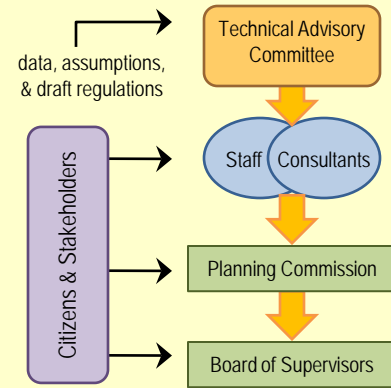 Technical Advisory
Committee
data, assumptions,
& draft regulations
Staff
Consultants
Citizens & Stakeholders
Planning Commission
Board of Supervisors